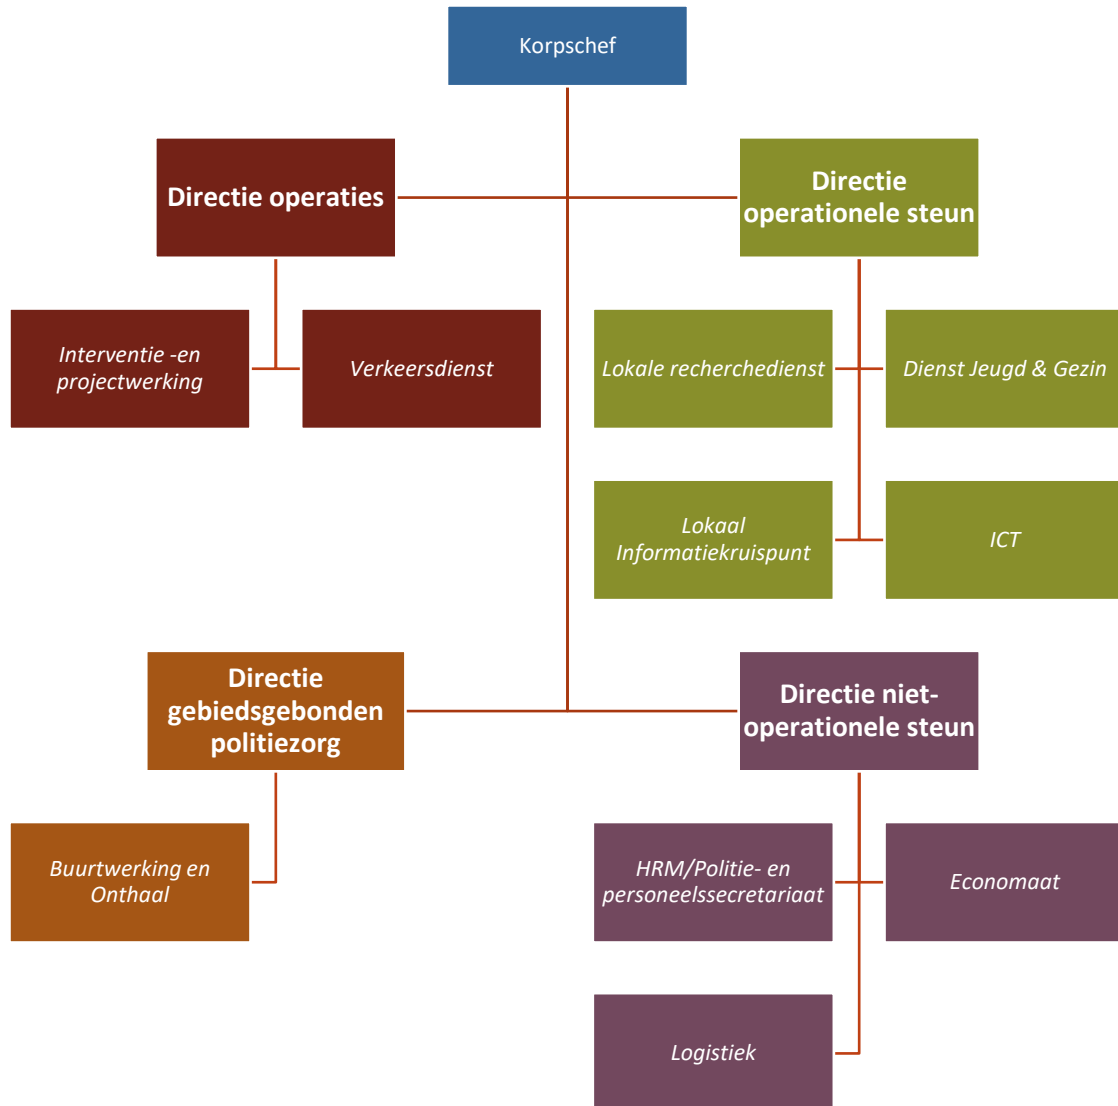 Korpschef
Directie operaties
Directie
operationele steun
Interventie -en
projectwerking
Verkeersdienst
Lokale recherchedienst
Dienst Jeugd & Gezin
Lokaal
Informatiekruispunt
ICT
Directie
gebiedsgebonden
politiezorg
Directie niet-
operationele steun
Buurtwerking en
Onthaal
HRM/Politie- en
personeelssecretariaat
Economaat
Logistiek